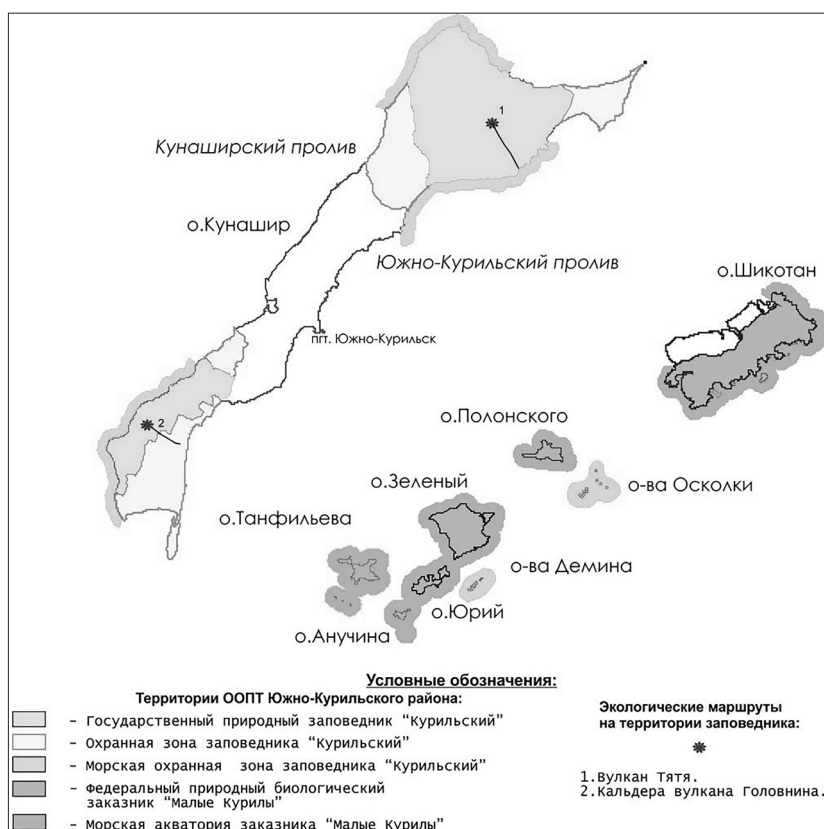 1
Кунаширский пролив
о.Кунашир
Южно-Курильский пролив
о.Шикотан
пгт. Южно-Курильск
2
о.Полонского
о.Зеленый
о-ва Осколки
о.Танфильева
о-ва Демина
о.Юрий
о.Анучина
Условные обозначения:
Территории ООПТ Южно-Курильского района:
- Государственный природный заповедник “Курильский”
- Охранная зона заповедника “Курильский”
- Морская охранная зона заповедника “Курильский”
- Федеральный природный биологический
заказник “Малые Курилы”
- Морская акватория заказника “Малые Курилы”
Экологические маршруты
на территории заповедника:
1.Вулкан Тятя.
2.Кальдера вулкана Головнина.